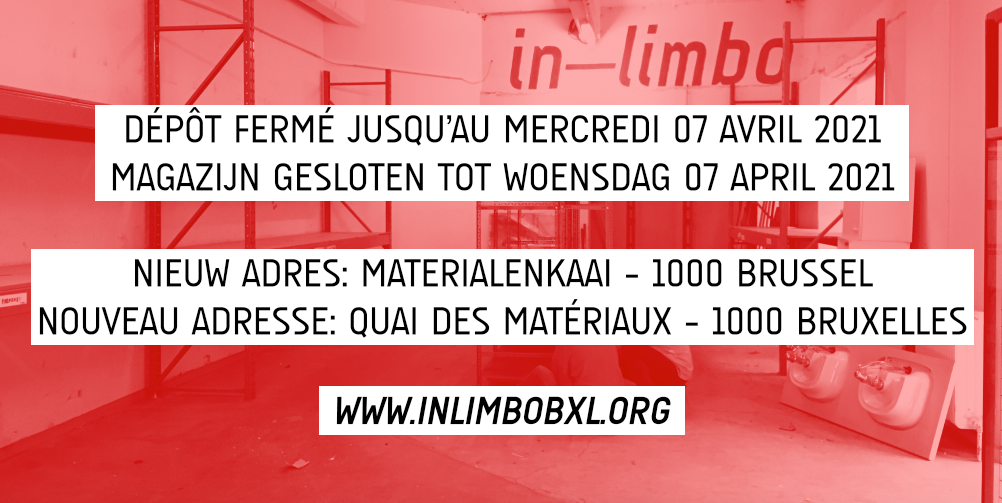 in—limbo
DÉPÔT FERMÉ JUSQU'AU MERCREDI 07 AVRIL 2021
MAGAZIJN GESLOTEN TOT WOENSDAG 07 APRIL 2021
NIEUW ADRES: MATERIALENKAAI - 1000 BRUSSEL
NOUVEAU ADRESSE: QUAI DES MATÉRIAUX - 1000 BRUXELLES
WWW.INLIMBOBXL.ORG